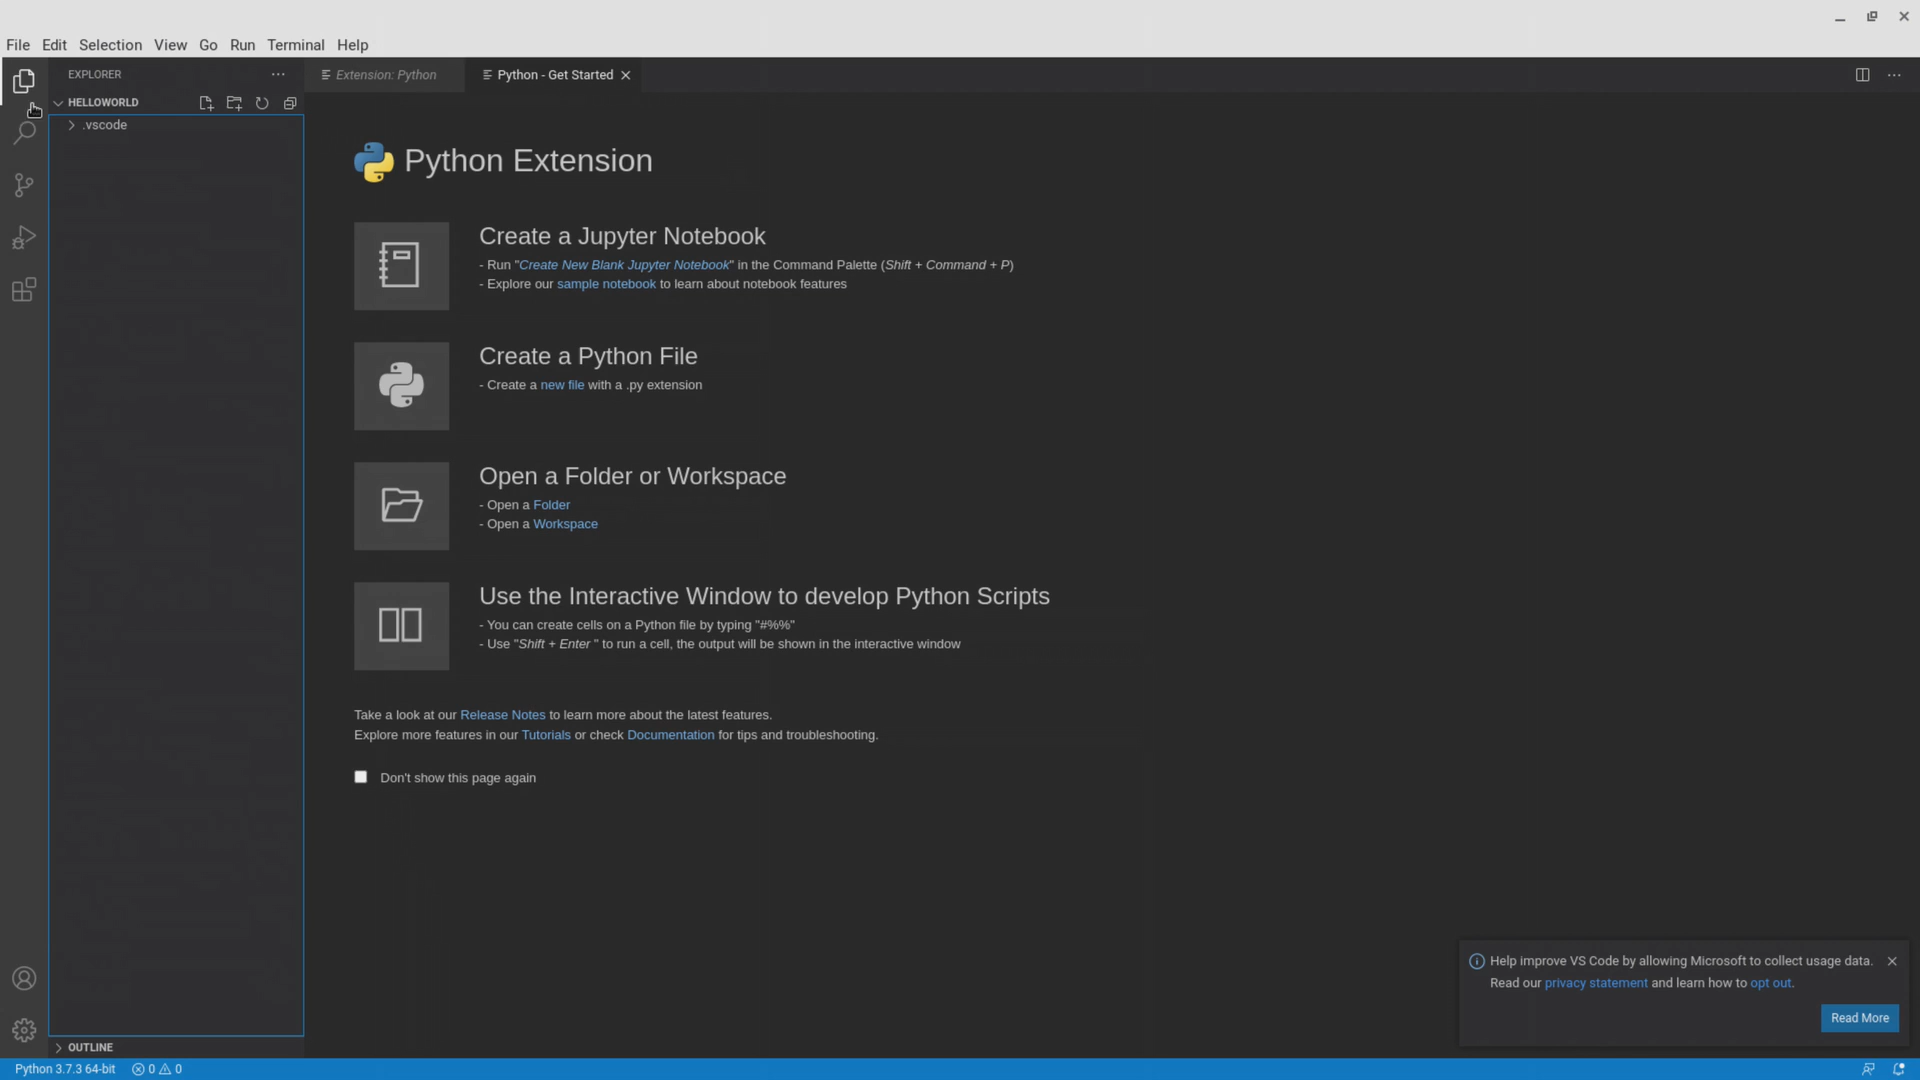 File Edit Selection View Go Run Terminal Help
EXPLORER
Extension: Python
Python - Get Started
HELLOWORLD
.vscode
Python Extension
Create a Jupyter Notebook
- Run "Create New Blank Jupyter Notebook" in the Command Palette (Shift + Command + P)
- Explore our sample notebook to learn about notebook features
Create a Python File
- Create a new file with a .py extension
Open a Folder or Workspace
- Open a Folder
- Open a Workspace
Use the Interactive Window to develop Python Scripts
- You can create cells on a Python file by typing "#%%"
- Use "Shift + Enter " to run a cell, the output will be shown in the interactive window
Take a look at our Release Notes to learn more about the latest features.
Explore more features in our Tutorials or check Documentation for tips and troubleshooting.
Don't show this page again
Help improve VS Code by allowing Microsoft to collect usage data.
Read our privacy statement and learn how to opt out.
Read More
OUTLINE
Python 3.7.3 64-bit 0 0